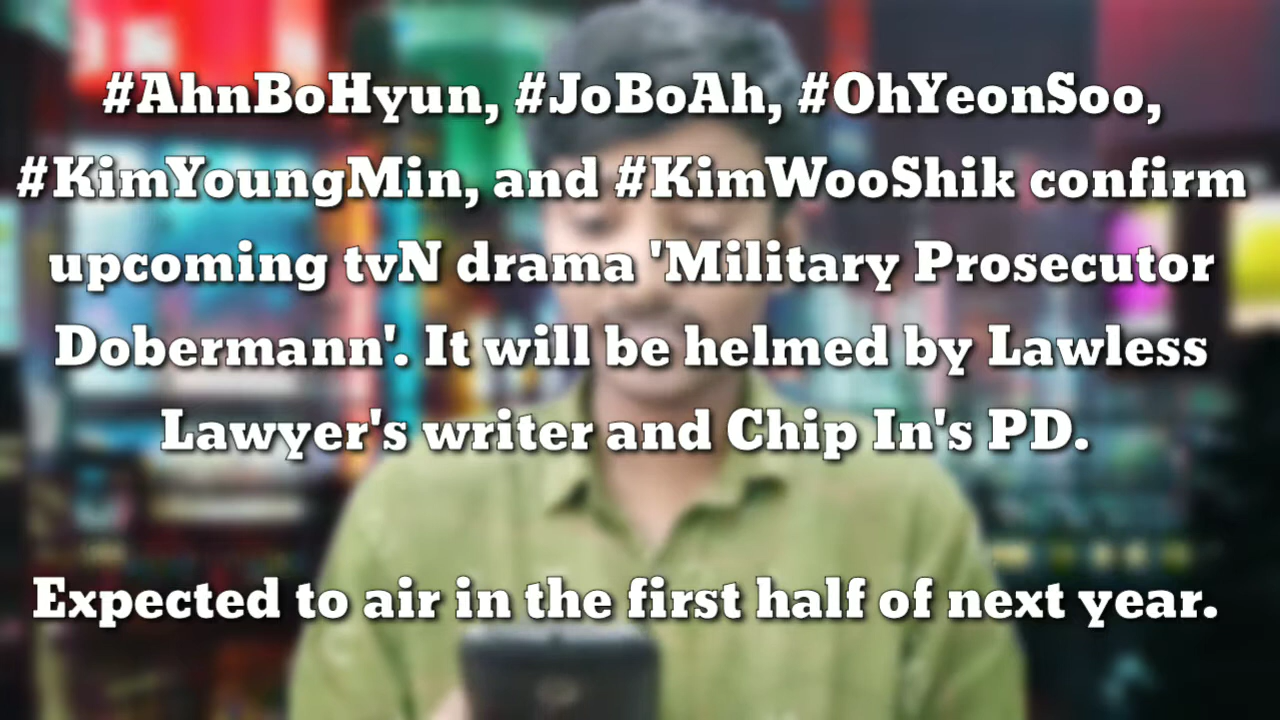 #AhnBoHyun, #JoBoAh, #OhYeonSoo,
#KimYoungMin, and #KimWooShik confirm
upcoming tvN drama 'Military Prosecutor
Dobermann'. It will be helmed by Lawless
Lawyer's writer and Chip In's PD.
Expected to air in the first half of next year.